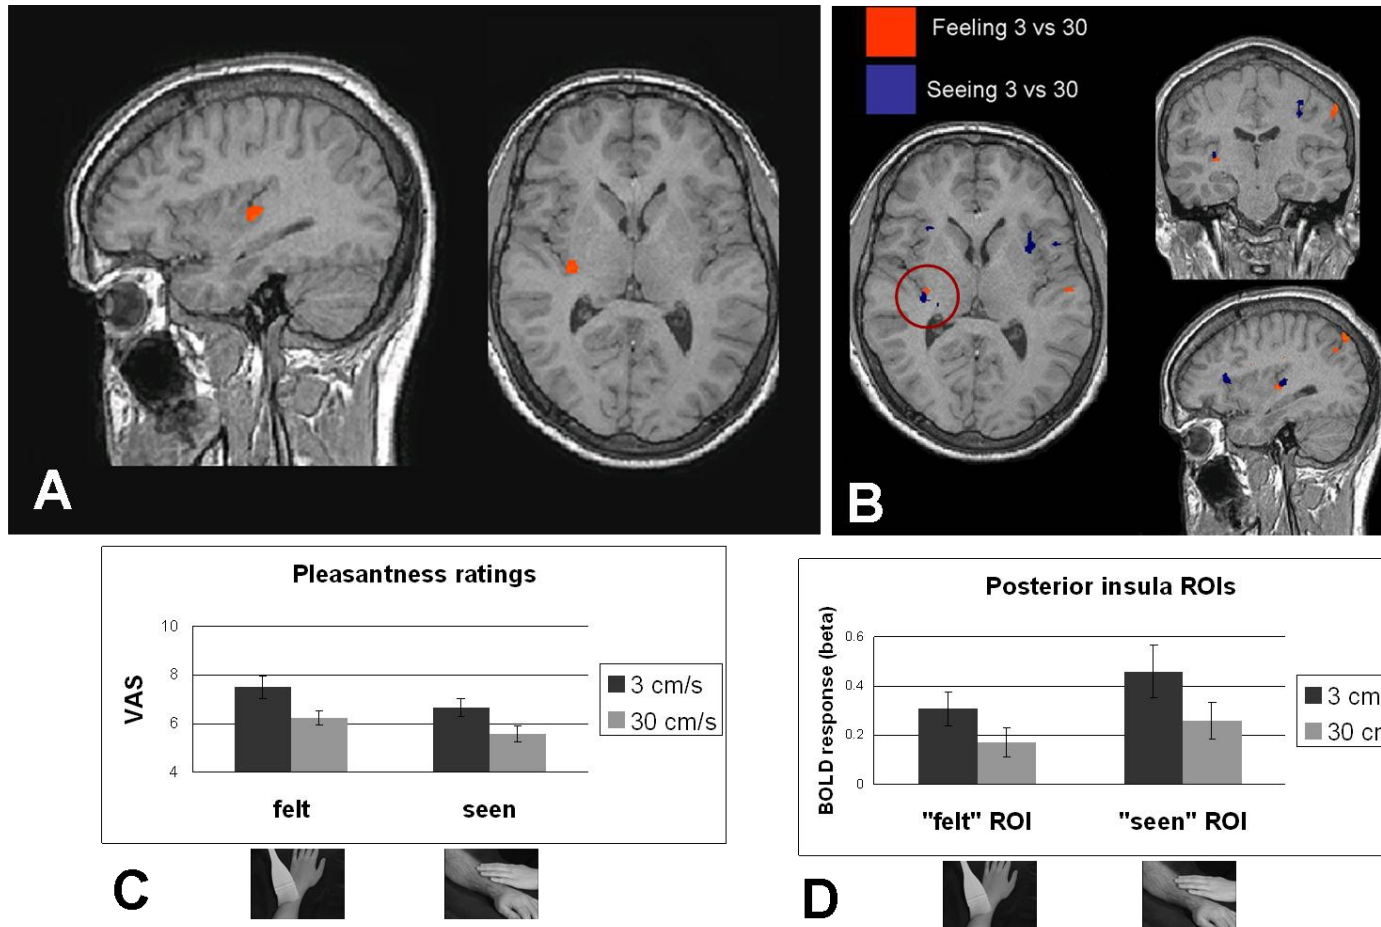 A
Feeling 3 vs 30
Seeing 3 vs 30
B
Pleasantness ratings
VAS
10
8
6
4
3 cm/s
30 cm/s
felt
seen
C
Posterior insula ROIs
BOLD response (beta)
0.6
0.4
0.2
0
3 cm
30 cr
"felt" ROI
"seen" ROI
D